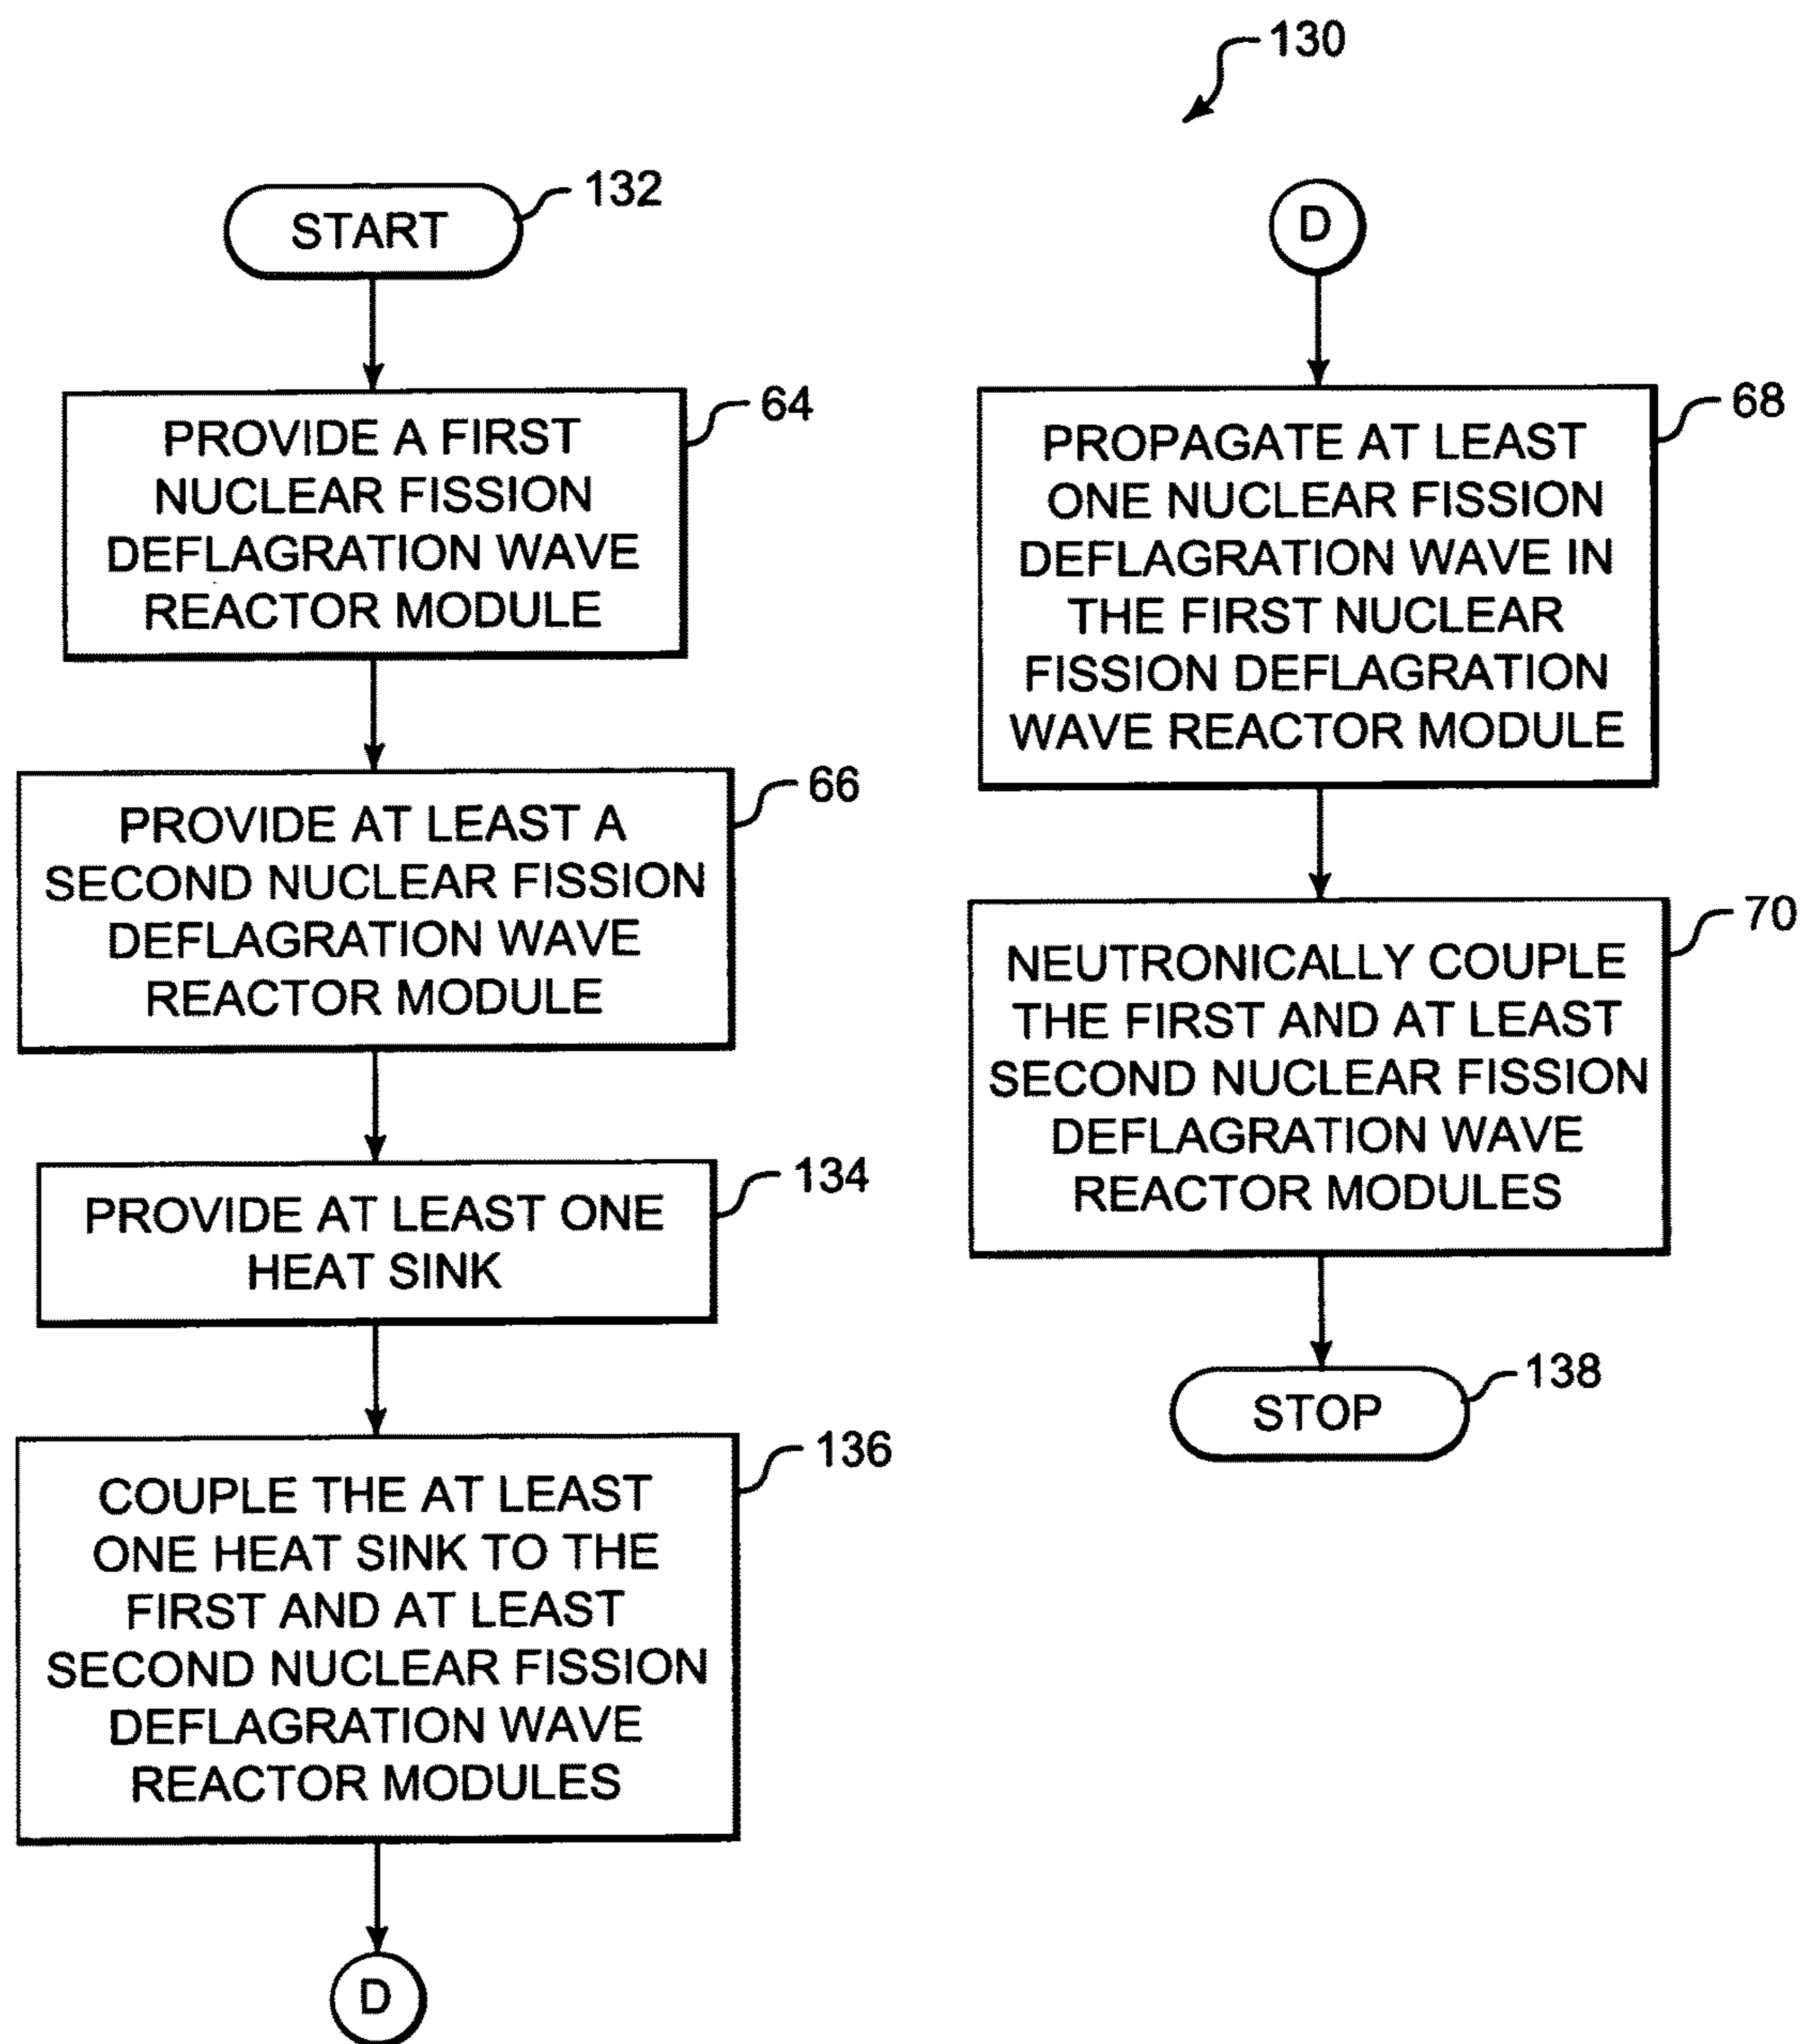 130
START
132
PROVIDE A FIRST
NUCLEAR FISSION
DEFLAGRATION WAVE
REACTOR MODULE
64
PROVIDE AT LEAST A
SECOND NUCLEAR FISSION
DEFLAGRATION WAVE
REACTOR MODULE
66
PROVIDE AT LEAST ONE
HEAT SINK
134
COUPLE THE AT LEAST
ONE HEAT SINK TO THE
FIRST AND AT LEAST
SECOND NUCLEAR FISSION
DEFLAGRATION WAVE
REACTOR MODULES
136
D
D
PROPAGATE AT LEAST
ONE NUCLEAR FISSION
DEFLAGRATION WAVE IN
THE FIRST NUCLEAR
FISSION DEFLAGRATION
WAVE REACTOR MODULE
68
NEUTRONICALLY COUPLE
THE FIRST AND AT LEAST
SECOND NUCLEAR FISSION
DEFLAGRATION WAVE
REACTOR MODULES
70
STOP
138